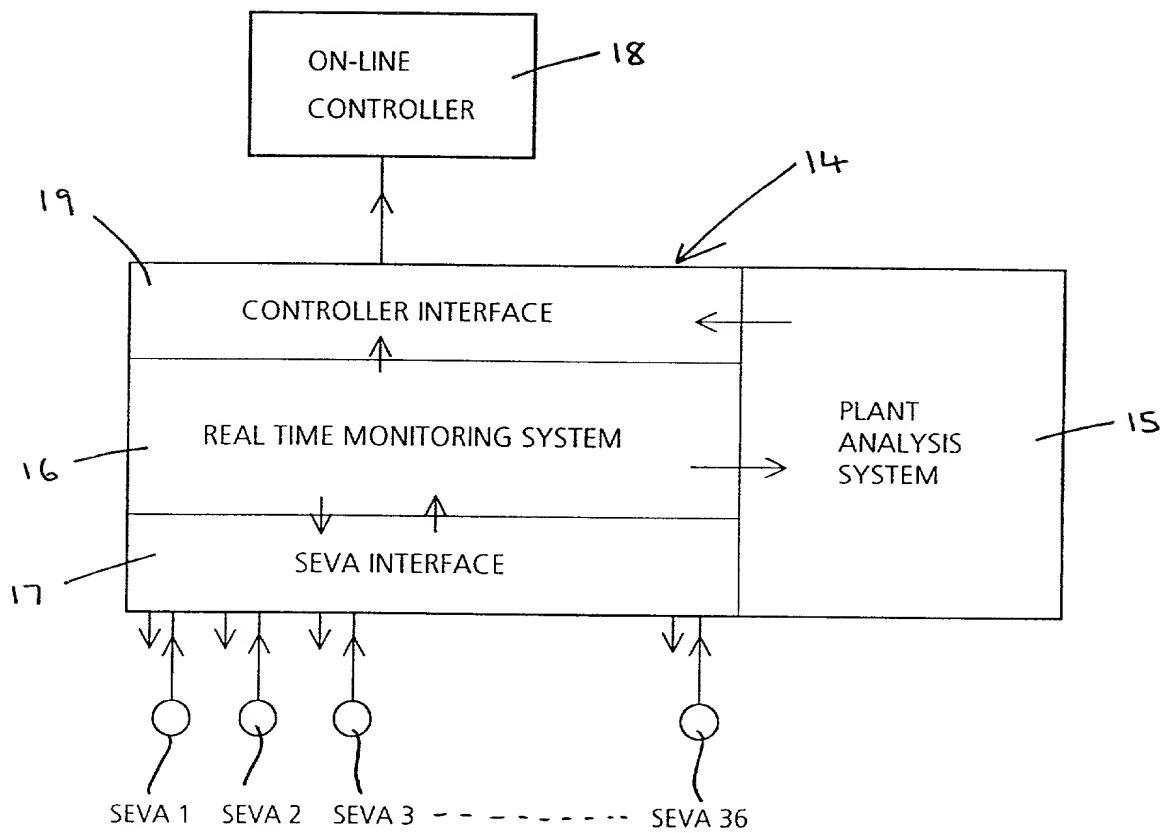 ON-LINE
CONTROLLER
18
14
19
CONTROLLER INTERFACE
REAL TIME MONITORING SYSTEM
16
PLANT
ANALYSIS
SYSTEM
15
SEVA INTERFACE
17
SEVA 1 SEVA 2 SEVA 3 SEVA 36